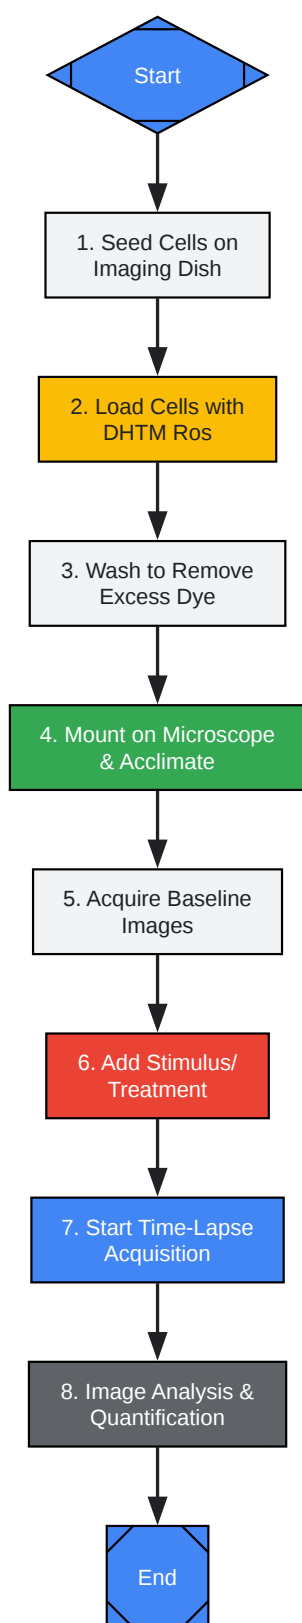 Start
1. Seed Cells on
Imaging Dish
2. Load Cells with
DHTM Ros
3. Wash to Remove
Excess Dye
4. Mount on Microscope
& Acclimate
5. Acquire Baseline
Images
6. Add Stimulus/
Treatment
7. Start Time-Lapse
Acquisition
8. Image Analysis &
Quantification
End